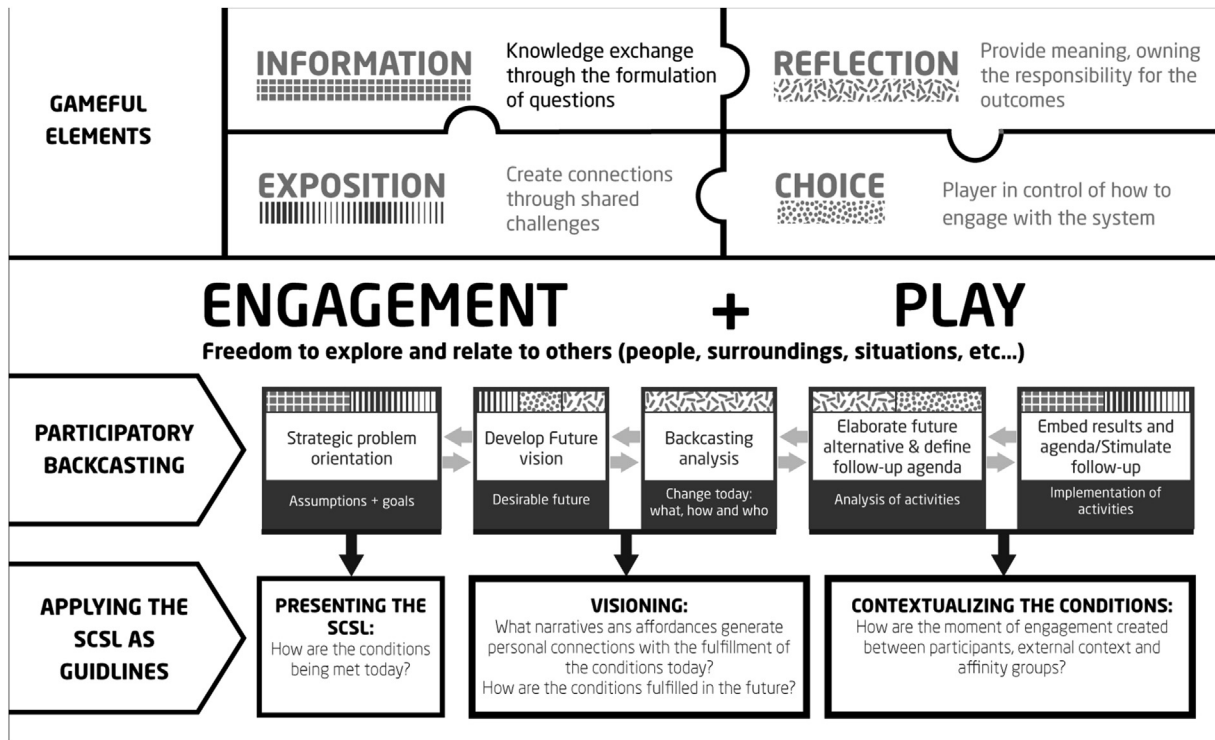 GAMEFUL
ELEMENTS
INFORMATION
Knowledge exchange
through the formulation
of questions
REFLECTION
Provide meaning, owning
the responsibility for the
outcomes
EXPOSITION
Create connections
through shared
challenges
CHOICE
Player in control of how to
engage with the system
ENGAGEMENT + PLAY
Freedom to explore and relate to others (people, surroundings, situations, etc...)
PARTICIPATORY
BACKCASTING
Strategic problem
orientation
Assumptions + goals
Develop Future
vision
Desirable future
Backcasting
analysis
Change today:
what, how and who
Elaborate future
alternative & define
follow-up agenda
Analysis of activities
Embed results and
agenda/Stimulate
follow-up
Implementation of
activities
APPLYING THE
SCSL AS
GUIDLINES
PRESENTING THE
SCSL:
How are the conditions
being met today?
VISIONING:
What narratives ans affordances generate
personal connections with the fulfillment of
the conditions today?
How are the conditions fulfilled in the future?
CONTEXTUALIZING THE CONDITIONS:
How are the moment of engagement created
between participants, external context and
affinity groups?